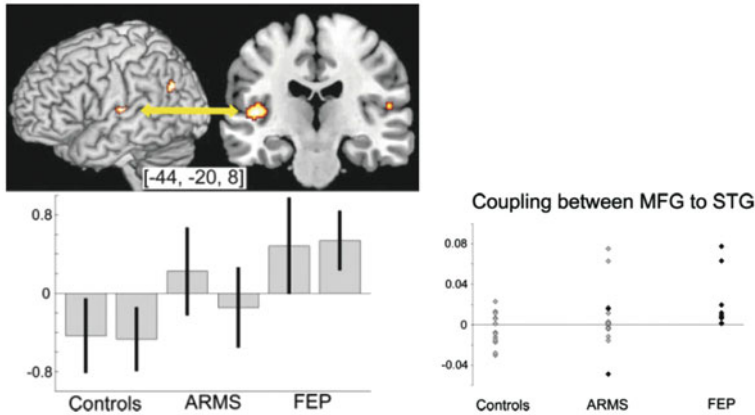 [-44, -20, 8]
0.8
0
-0.8
Controls ARMS FEP
Coupling between MFG to STG
0.08
0.04
0
-0.04
Controls ARMS FEP